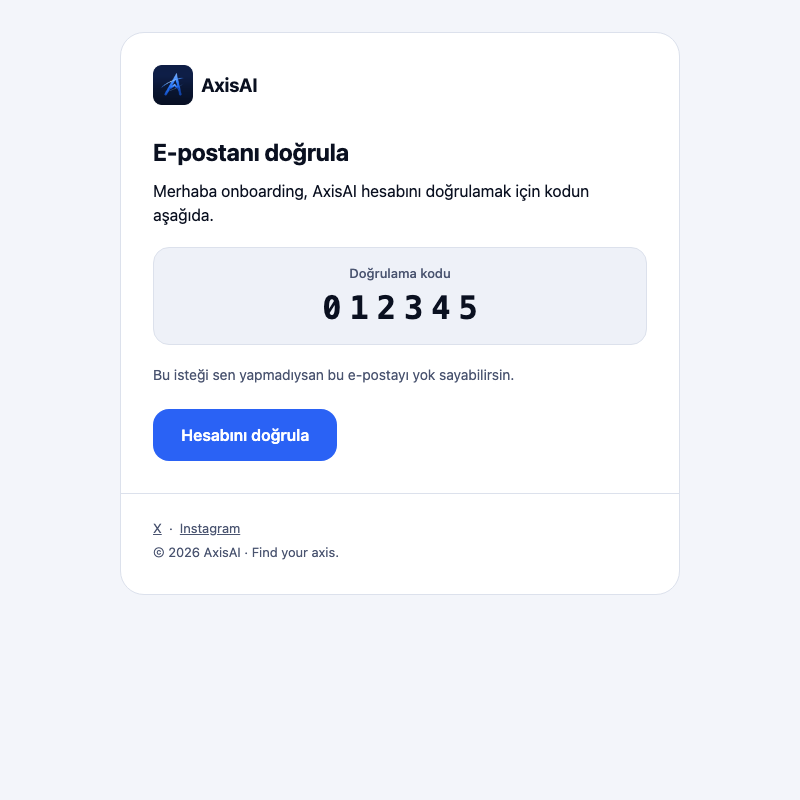 AxisAI
E-postanı doğrula
Merhaba onboarding, AxisAI hesabını doğrulamak için kodun
aşağıda.
Doğrulama kodu
012345
Bu isteği sen yapmadıysan bu e-postayı yok sayabilirsin.
Hesabını doğrula
X · Instagram
© 2026 AxisAI · Find your axis.